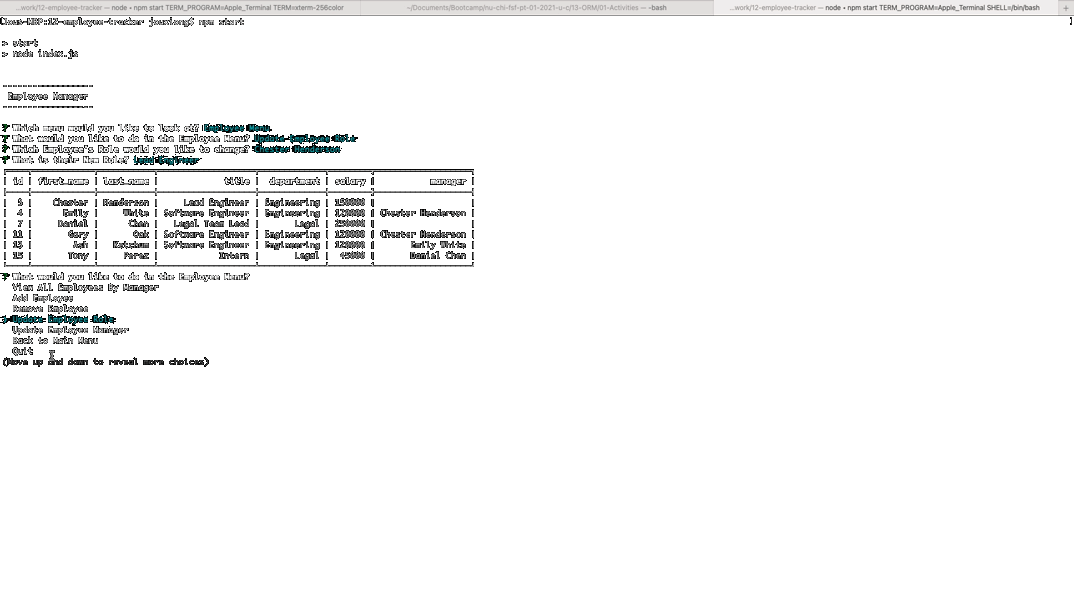 ...work/12-employee-tracker — node • npm start TERM_PROGRAM=Apple_Terminal TERM=xterm-256color
~/Documents/Bootcamp/nu-chi-fsf-pt-01-2021-u-c/13-ORM/01-Activities — -bash
...work/12-employee-tracker — node • npm start TERM_PROGRAM=Apple_Terminal SHELL=/bin/bash
+
12-employee-tracker jouxiong$ npm start
> start
> node index.js
-------------------
Employee Manager
-------------------
? Which menu would you like to look at? Employee Menu
? What would you like to do in the Employee Menu? Update Employee Role
? Which Employee's Role would you like to change? Chester Henderson
? What is their New Role? Lead Engineer
id first_name last_name title department salary manager
Chester Henderson Lead Engineer Engineering 150000
4 Emily White Software Engineer Engineering 120000 Chester Henderson
7 Daniel Chen Legal Team Lead Legal 250000
11 Gary Oak Software Engineer Engineering 120000 Chester Henderson
Ash Ketchum Software Engineer Engineering 120000 Emily White
Tony Perez Intern Legal 45000 Daniel Chen
? What would you like to do in the Employee Menu?
View All Employees By Manager
Add Employee
Remove Employee
> Update Employee Role
Update Employee Manager
Back to Main Menu
Quit
(Move up and down to reveal more choices)